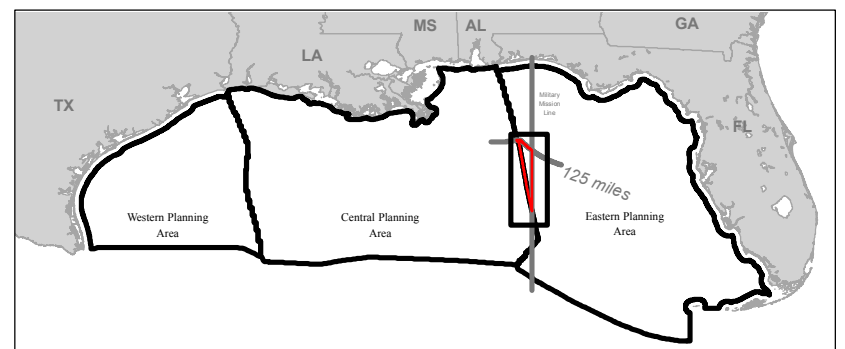 MS
AL
GA
LA
TX
Military
Mission
Line
FL
125 miles
Western Planning
Area
Central Planning
Area
Eastern Planning
Area